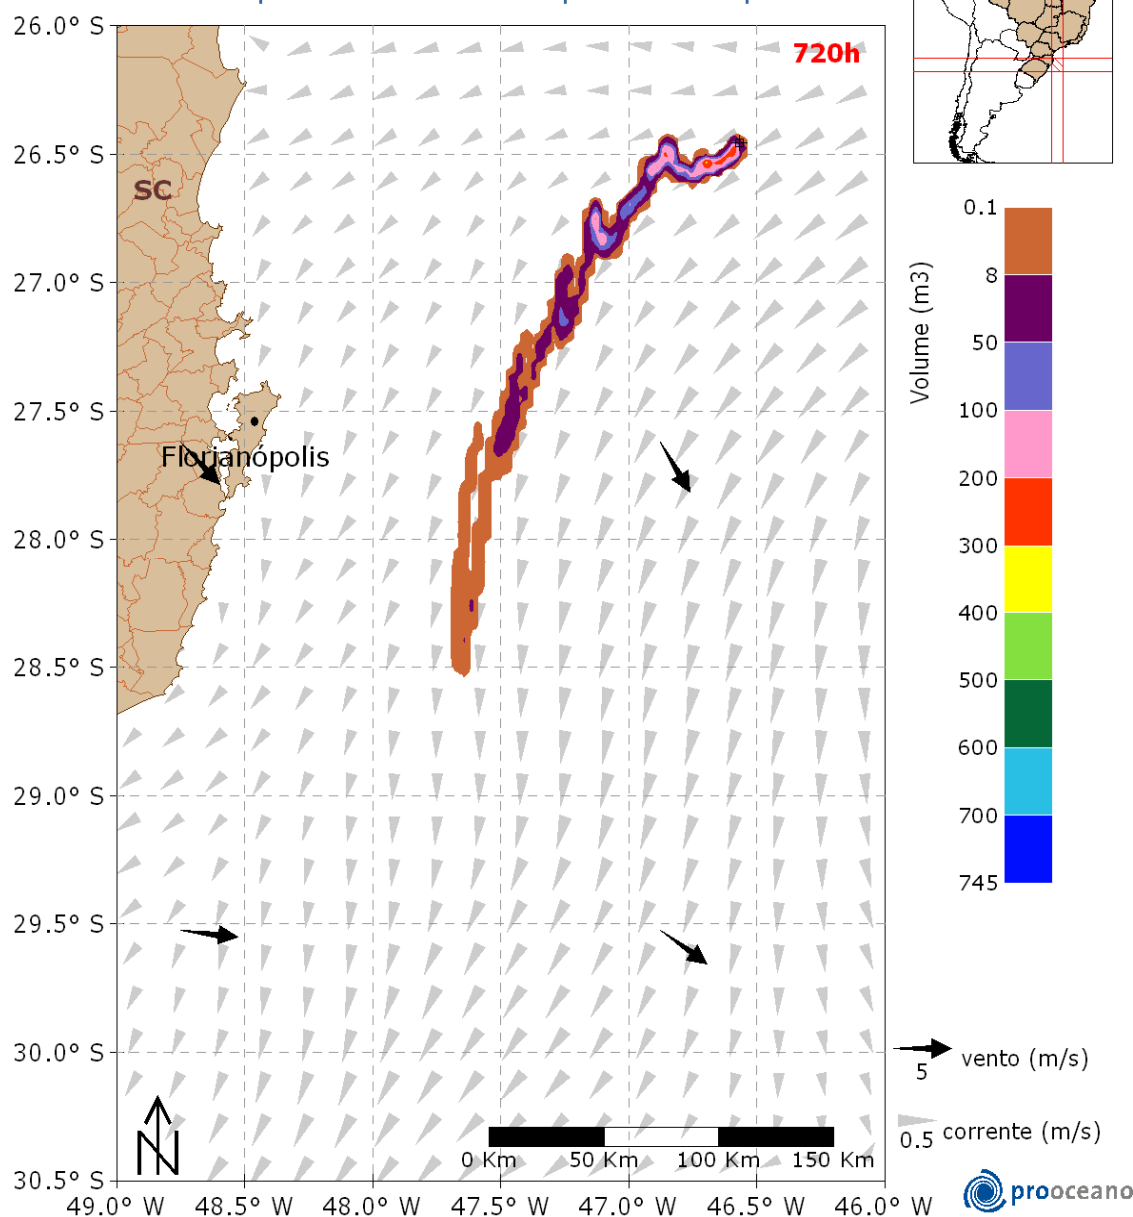 26.0° S
720h
26.5° S
SC
27.0° S
27.5° S
Florianópolis
28.0° S
28.5° S
29.0° S
29.5° S
30.0° S
30.5° S
N
0 Km
50 Km
100 Km
150 Km
49.0° W
48.5° W
48.0° W
47.5° W
47.0° W
46.5° W
46.0° W
Volume (m3)
0.1
8
50
100
200
300
400
500
600
700
745
5
vento (m/s)
0.5
corrente (m/s)
prooceano